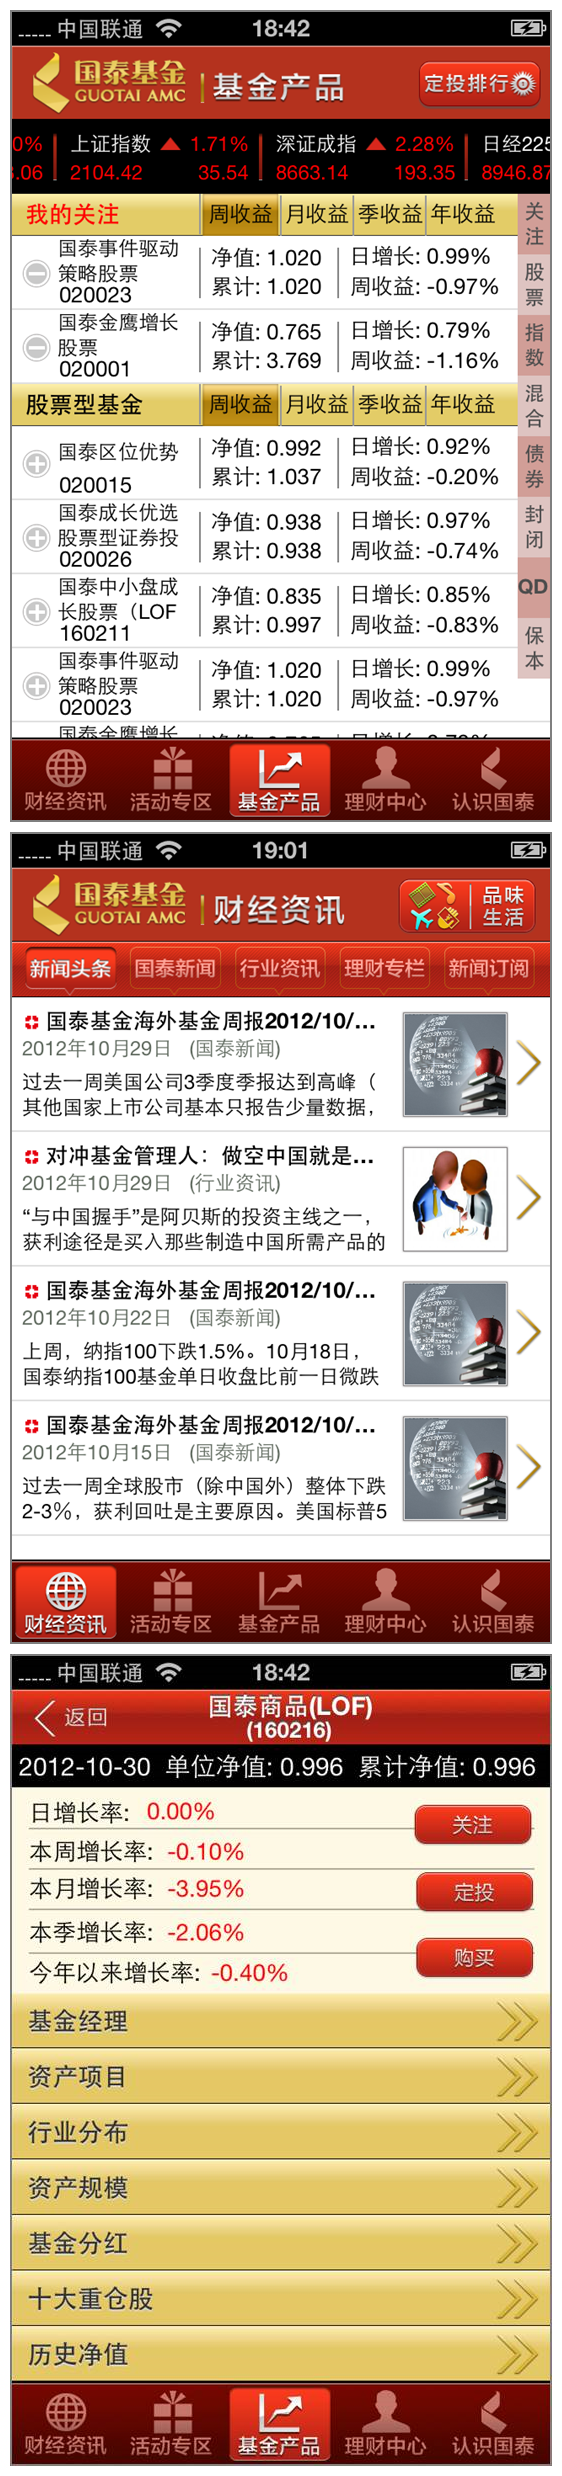 中国联通 18:42
国泰基金 GUOTAI AMC 基金产品 定投排行
0% 上证指数 1.71% 深证成指 2.28% 日经225
.06 2104.42 35.54 8663.14 193.35 8946.87
我的关注 周收益 月收益 季收益 年收益
国泰事件驱动
策略股票
020023
净值: 1.020 日增长: 0.99%
累计: 1.020 周收益: -0.97%
国泰金鹰增长
股票
020001
净值: 0.765 日增长: 0.79%
累计: 3.769 周收益: -1.16%
股票型基金 周收益 月收益 季收益 年收益
国泰区位优势
020015
净值: 0.992 日增长: 0.92%
累计: 1.037 周收益: -0.20%
国泰成长优选
股票型证券投
020026
净值: 0.938 日增长: 0.97%
累计: 0.938 周收益: -0.74%
国泰中小盘成
长股票（LOF
160211
净值: 0.835 日增长: 0.85%
累计: 0.997 周收益: -0.83%
国泰事件驱动
策略股票
020023
净值: 1.020 日增长: 0.99%
累计: 1.020 周收益: -0.97%
国泰金鹰增长
关注
股票
指数
混合
债券
封闭
QD
保本
财经资讯 活动专区 基金产品 理财中心 认识国泰
中国联通 19:01
国泰基金 GUOTAI AMC 财经资讯 品味
生活
新闻头条 国泰新闻 行业资讯 理财专栏 新闻订阅
国泰基金海外基金周报2012/10/...
2012年10月29日 (国泰新闻)
过去一周美国公司3季度季报达到高峰（
其他国家上市公司基本只报告少量数据，
对冲基金管理人：做空中国就是...
2012年10月29日 (行业资讯)
“与中国握手”是阿贝斯的投资主线之一，
获利途径是买入那些制造中国所需产品的
国泰基金海外基金周报2012/10/...
2012年10月22日 (国泰新闻)
上周，纳指100下跌1.5%。10月18日，
国泰纳指100基金单日收盘比前一日微跌
国泰基金海外基金周报2012/10/...
2012年10月15日 (国泰新闻)
过去一周全球股市（除中国外）整体下跌
2-3%，获利回吐是主要原因。美国标普5
财经资讯 活动专区 基金产品 理财中心 认识国泰
中国联通 18:42
返回 国泰商品(LOF)
(160216)
2012-10-30 单位净值: 0.996 累计净值: 0.996
日增长率: 0.00%
关注
本周增长率: -0.10%
本月增长率: -3.95%
定投
本季增长率: -2.06%
购买
今年以来增长率: -0.40%
基金经理
资产项目
行业分布
资产规模
基金分红
十大重仓股
历史净值
财经资讯 活动专区 基金产品 理财中心 认识国泰